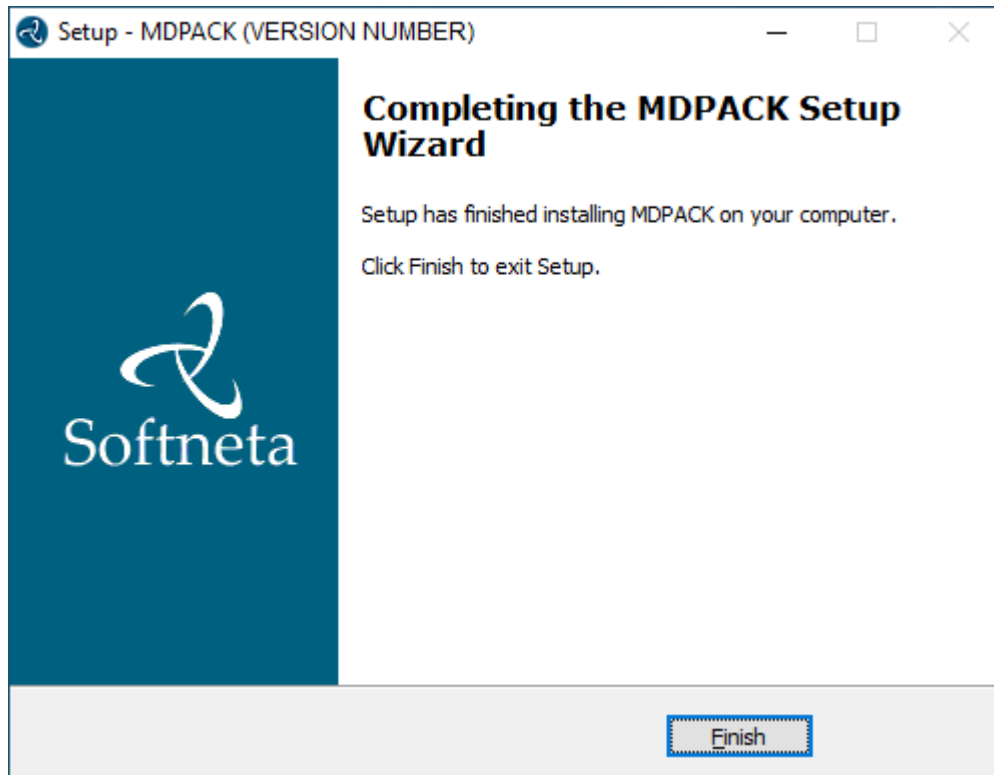 Setup - MDPACK (VERSION NUMBER)
Completing the MDPACK Setup
Wizard
Setup has finished installing MDPACK on your computer.
Click Finish to exit Setup.
Softneta
Finish